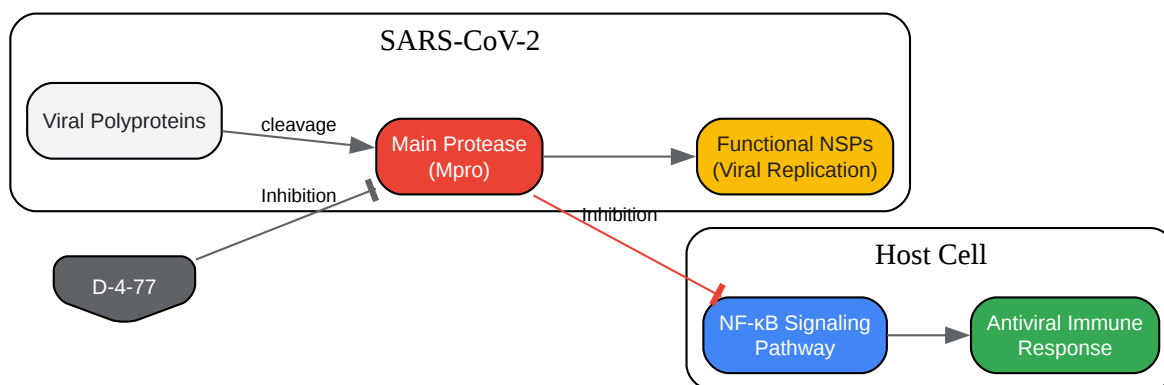 SARS-CoV-2
Viral Polyproteins
cleavage
Main Protease
(Mpro)
Functional NSPs
(Viral Replication)
Inhibition
Inhibition
D-4-77
Host Cell
NF-κB Signaling
Pathway
Antiviral Immune
Response